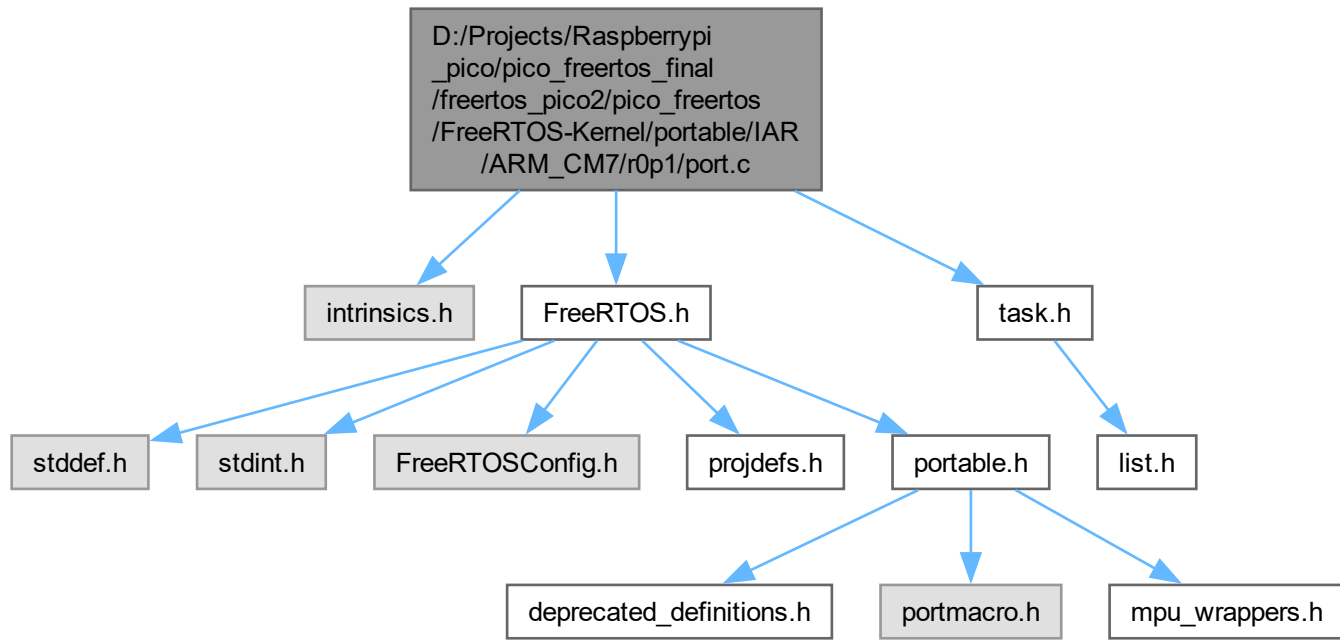 D:/Projects/Raspberrypi
_pico/pico_freertos_final
/freertos_pico2/pico_freertos
/FreeRTOS-Kernel/portable/IAR
/ARM_CM7/r0p1/port.c
intrinsics.h
FreeRTOS.h
task.h
stddef.h
stdint.h
FreeRTOSConfig.h
projdefs.h
portable.h
list.h
deprecated_definitions.h
portmacro.h
mpu_wrappers.h